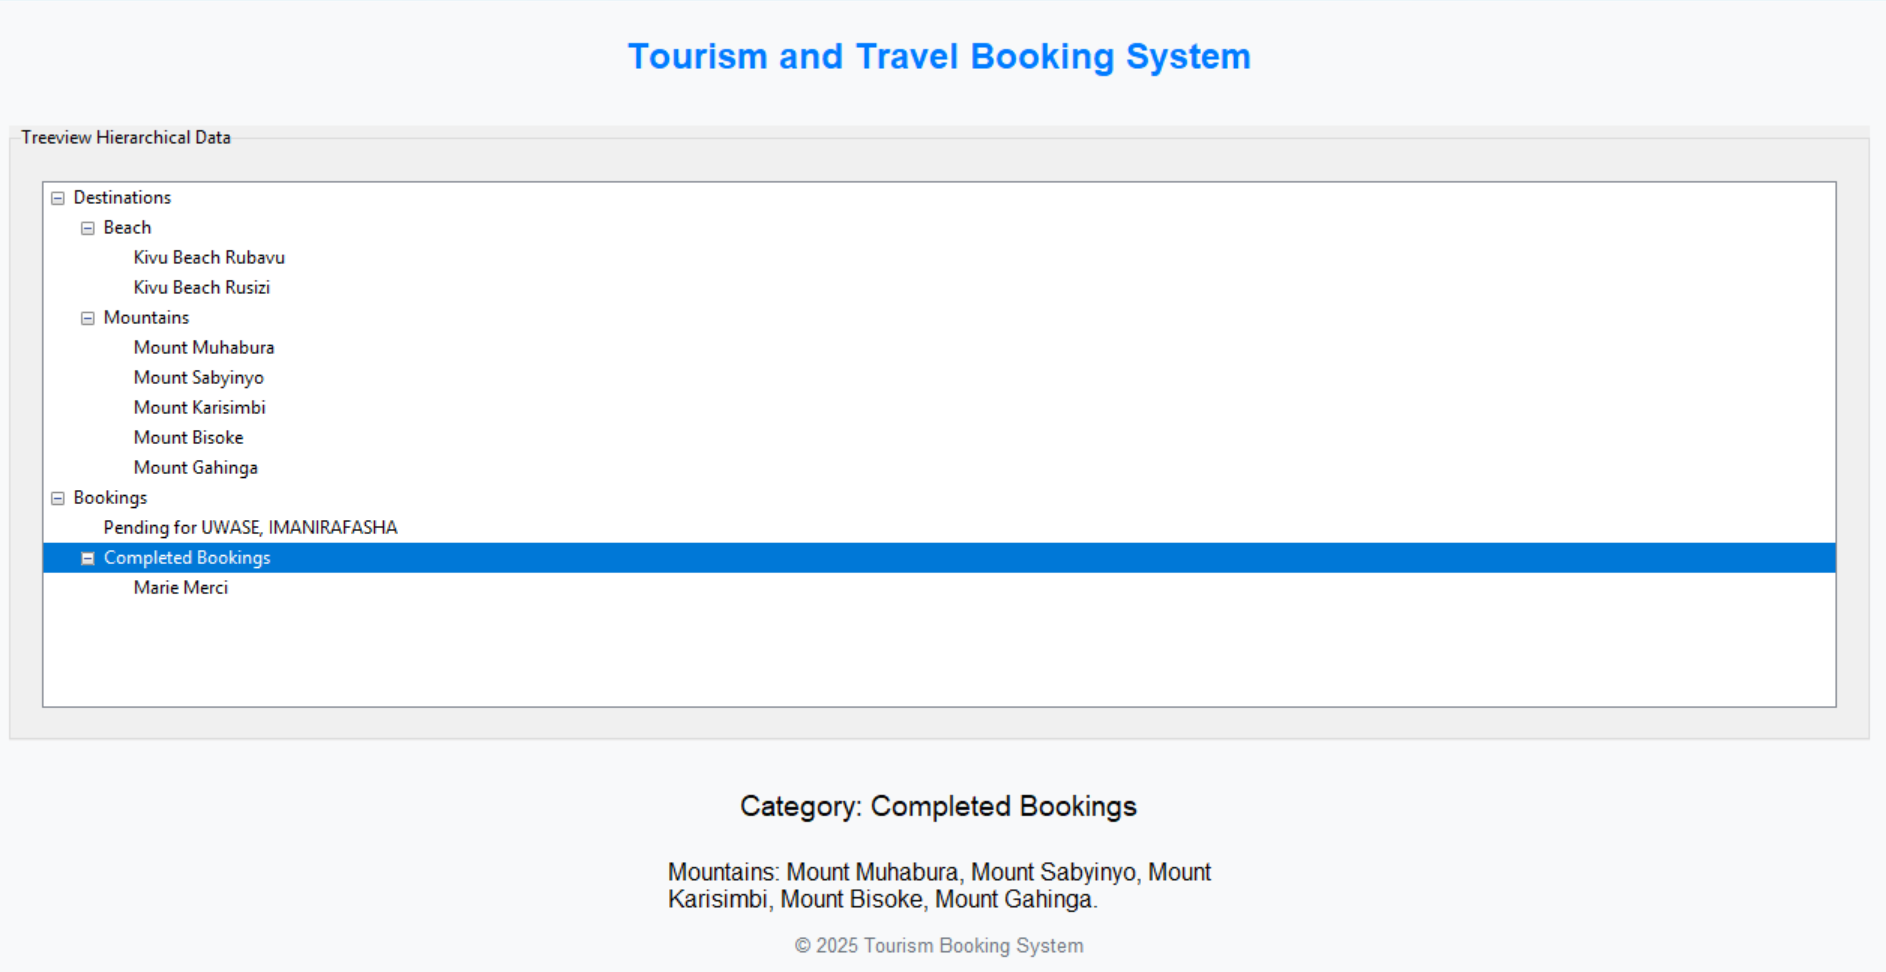 Tourism and Travel Booking System
Treeview Hierarchical Data
Destinations
Beach
Kivu Beach Rubavu
Kivu Beach Rusizi
Mountains
Mount Muhabura
Mount Sabyinyo
Mount Karisimbi
Mount Bisoke
Mount Gahinga
Bookings
Pending for UWASE, IMANIRAFASHA
Completed Bookings
Marie Merci
Category: Completed Bookings
Mountains: Mount Muhabura, Mount Sabyinyo, Mount
Karisimbi, Mount Bisoke, Mount Gahinga.
© 2025 Tourism Booking System